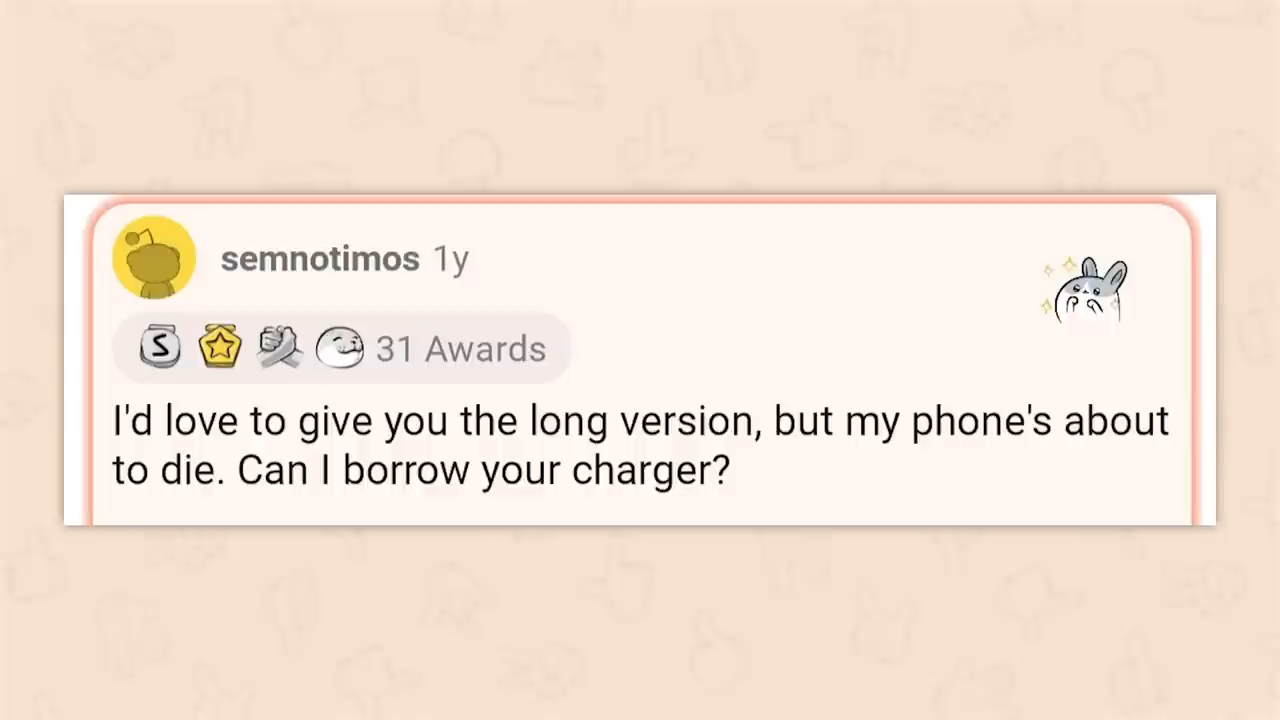 semnotimos 1y
S 31 Awards
I'd love to give you the long version, but my phone's about
to die. Can I borrow your charger?